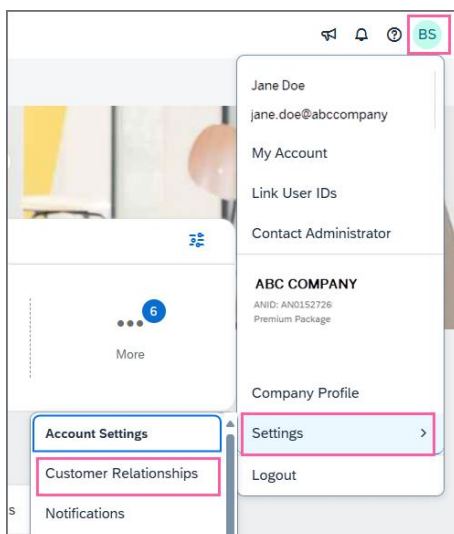 BS
Jane Doe
jane.doe@abccompany
My Account
Link User IDs
Contact Administrator
ABC COMPANY
ANID: AN0152726
Premium Package
6
More
Company Profile
Account Settings
Settings
Customer Relationships
Logout
Notifications
s